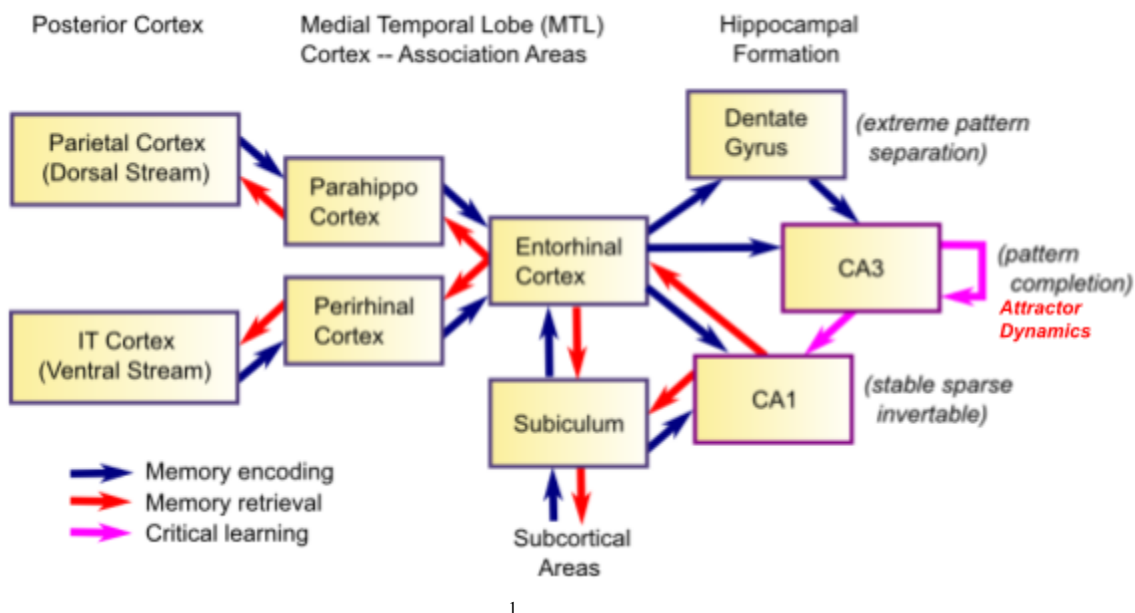 Posterior Cortex
Medial Temporal Lobe (MTL)
Cortex -- Association Areas
Hippocampal
Formation
Parietal Cortex
(Dorsal Stream)
Parahippo
Cortex
Dentate
Gyrus
(extreme pattern
separation)
Entorhinal
Cortex
CA3
(pattern
completion)
Attractor
Dynamics
IT Cortex
(Ventral Stream)
Perirhinal
Cortex
Subiculum
CA1
(stable sparse
invertable)
Memory encoding
Memory retrieval
Critical learning
Subcortical
Areas
1